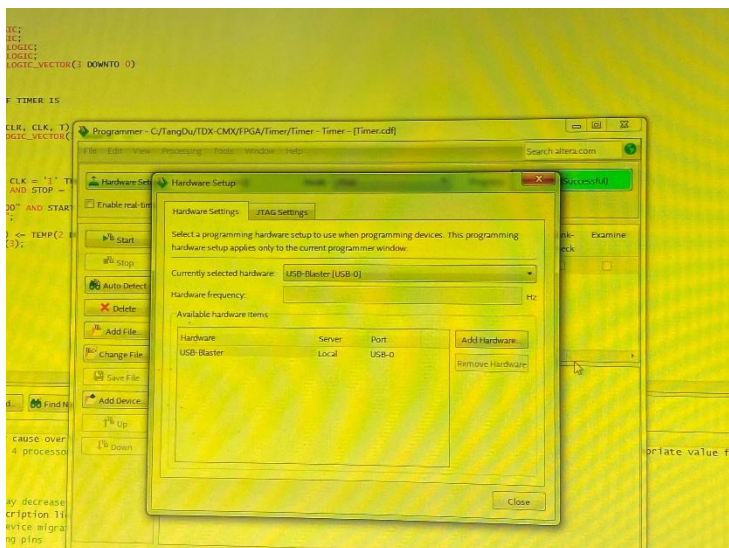 IC;
IC;
LOGIC;
LOGIC;
LOGIC_VECTOR(3 DOWNTO 0)
F TIMER IS
CLR, CLK, T)
OGIC_VECTOR(
CLK = '1' TH
AND STOP =
00" AND START
";
) <= TEMP(2 D
(3);
Programmer - C:/TangDu/TDX-CMX/FPGA/Timer/Timer - Timer - [Timer.cdf]
File Edit View Processing Tools Window Help
Search altera.com
Hardware Set
(Successful)
Enable real-tim
Start
Stop
Auto Detect
Delete
Add File
Change File
Save File
Add Device
Up
Down
nk-
eck
Examine
Hardware Setup
Hardware Settings
JTAG Settings
Select a programming hardware setup to use when programming devices. This programming
hardware setup applies only to the current programmer window.
Currently selected hardware:
USB-Blaster [USB-0]
Hardware frequency:
Hz
Available hardware items
Hardware Server Port
USB-Blaster Local USB-0
Add Hardware...
Remove Hardware
Close
d..
Find N
cause over
4 processo
priate value f
ay decrease
cription li
evice migra
ng pins